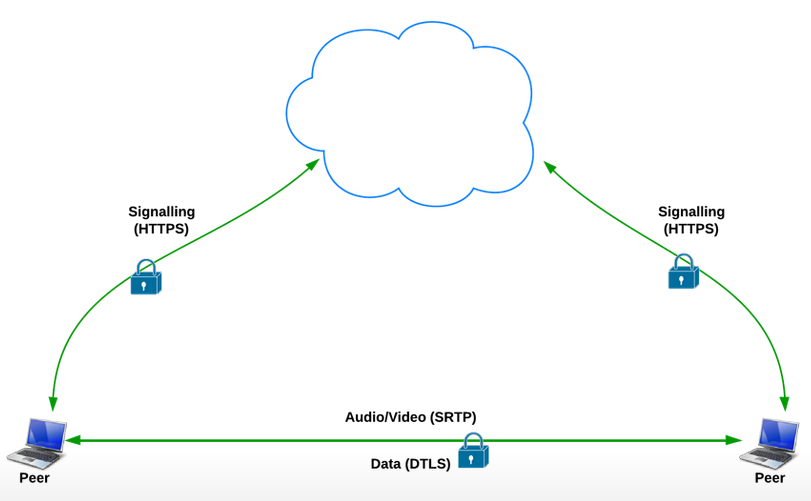 Signalling
(HTTPS)
Signalling
(HTTPS)
Audio/Video (SRTP)
Data (DTLS)
Peer
Peer